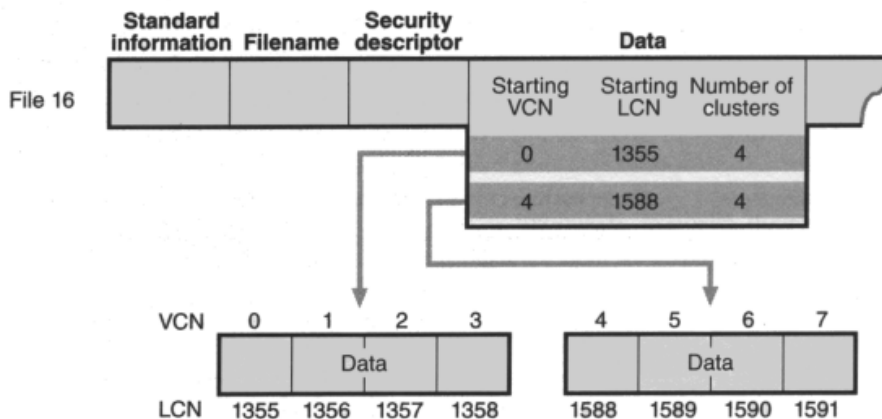 Standard information Filename Security descriptor Data
File 16
Starting VCN Starting LCN Number of clusters
0 1355 4
4 1588 4
VCN 0 1 2 3 4 5 6 7
Data Data
LCN 1355 1356 1357 1358 1588 1589 1590 1591